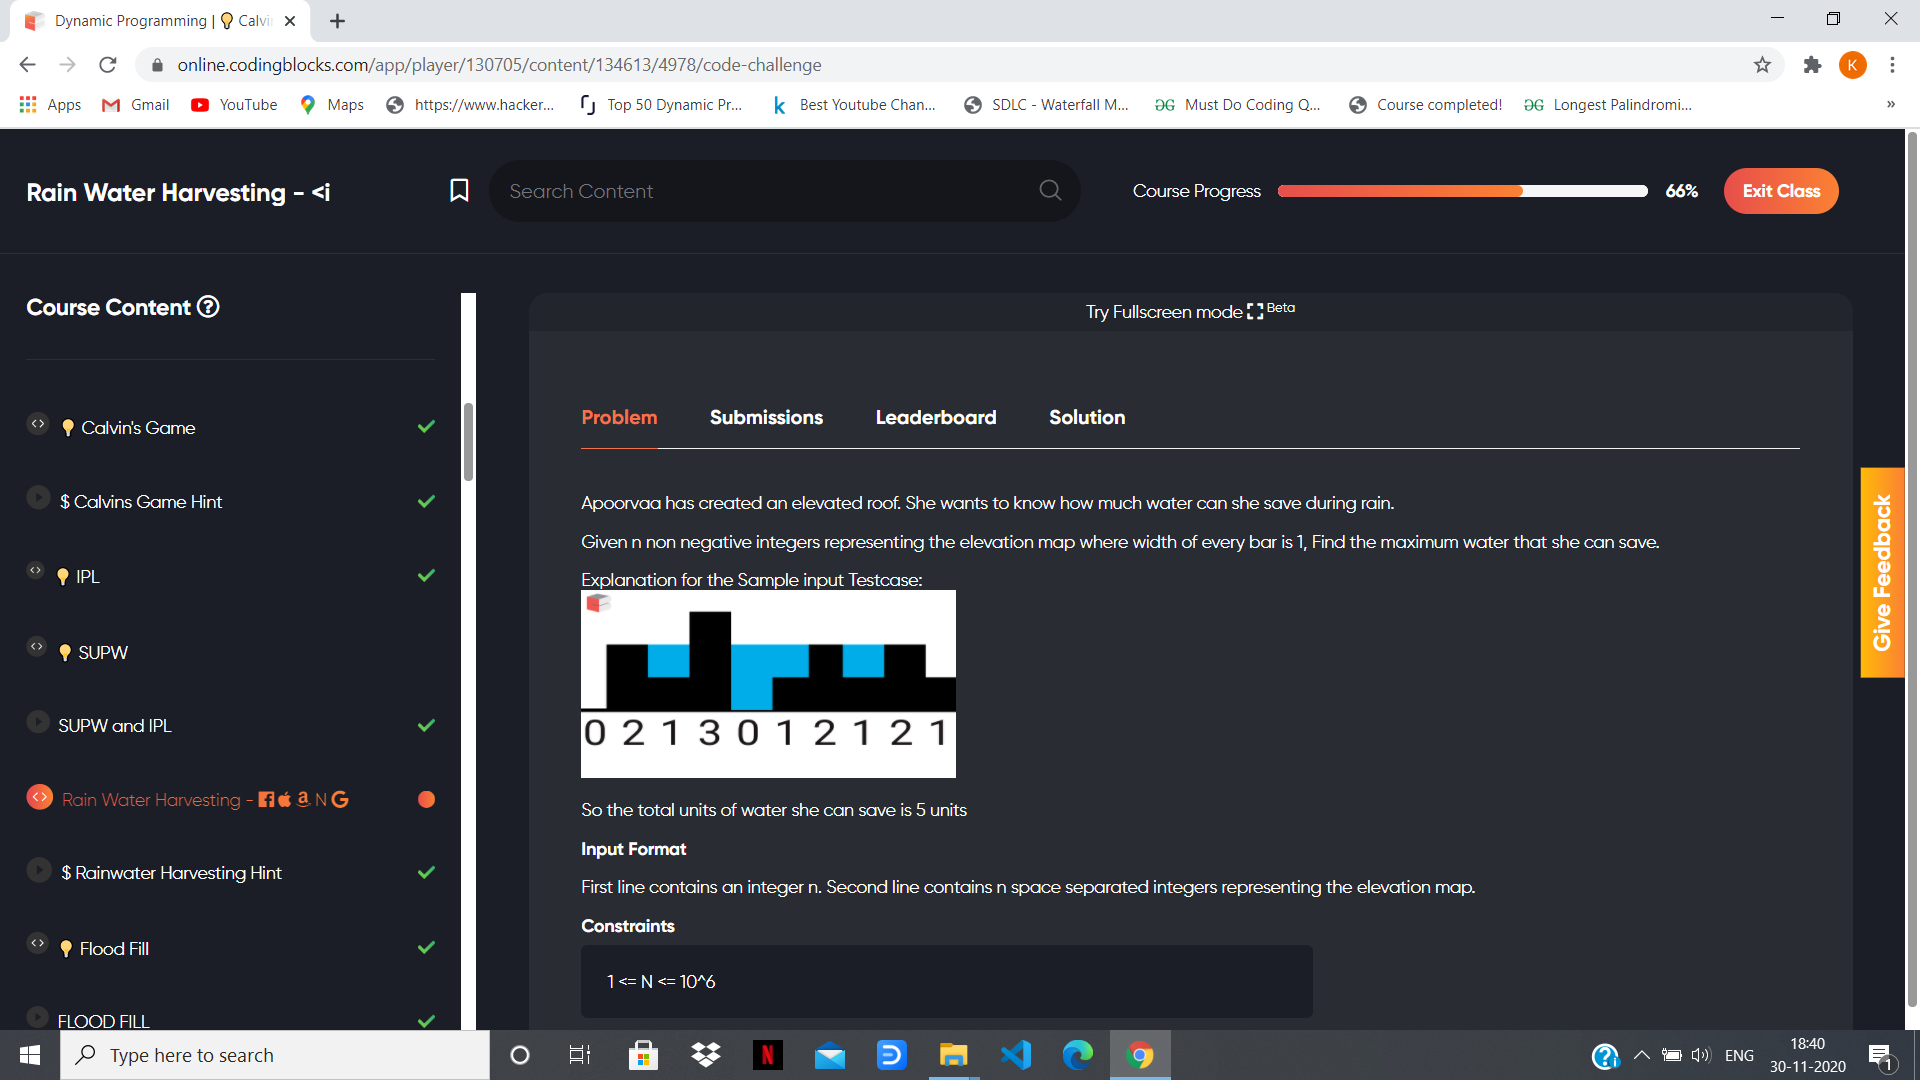 Dynamic Programming | Calvi
online.codingblocks.com/app/player/130705/content/134613/4978/code-challenge
K
Apps Gmail YouTube Maps https://www.hacker... Top 50 Dynamic Pr... Best Youtube Chan... SDLC - Waterfall M... Must Do Coding Q... Course completed! Longest Palindromi... »
Rain Water Harvesting - <i
Search Content
Course Progress 66% Exit Class
Course Content
Try Fullscreen mode Beta
Calvin's Game
$ Calvins Game Hint
IPL
SUPW
SUPW and IPL
Rain Water Harvesting - N
$ Rainwater Harvesting Hint
Flood Fill
FLOOD FILL
Problem Submissions Leaderboard Solution
Apoorvaa has created an elevated roof. She wants to know how much water can she save during rain.
Given n non negative integers representing the elevation map where width of every bar is 1, Find the maximum water that she can save.
Explanation for the Sample input Testcase:
0 2 1 3 0 1 2 1 2 1
So the total units of water she can save is 5 units
Input Format
First line contains an integer n. Second line contains n space separated integers representing the elevation map.
Constraints
1 <= N <= 10^6
Give Feedback
Type here to search
ENG
18:40
30-11-2020
1